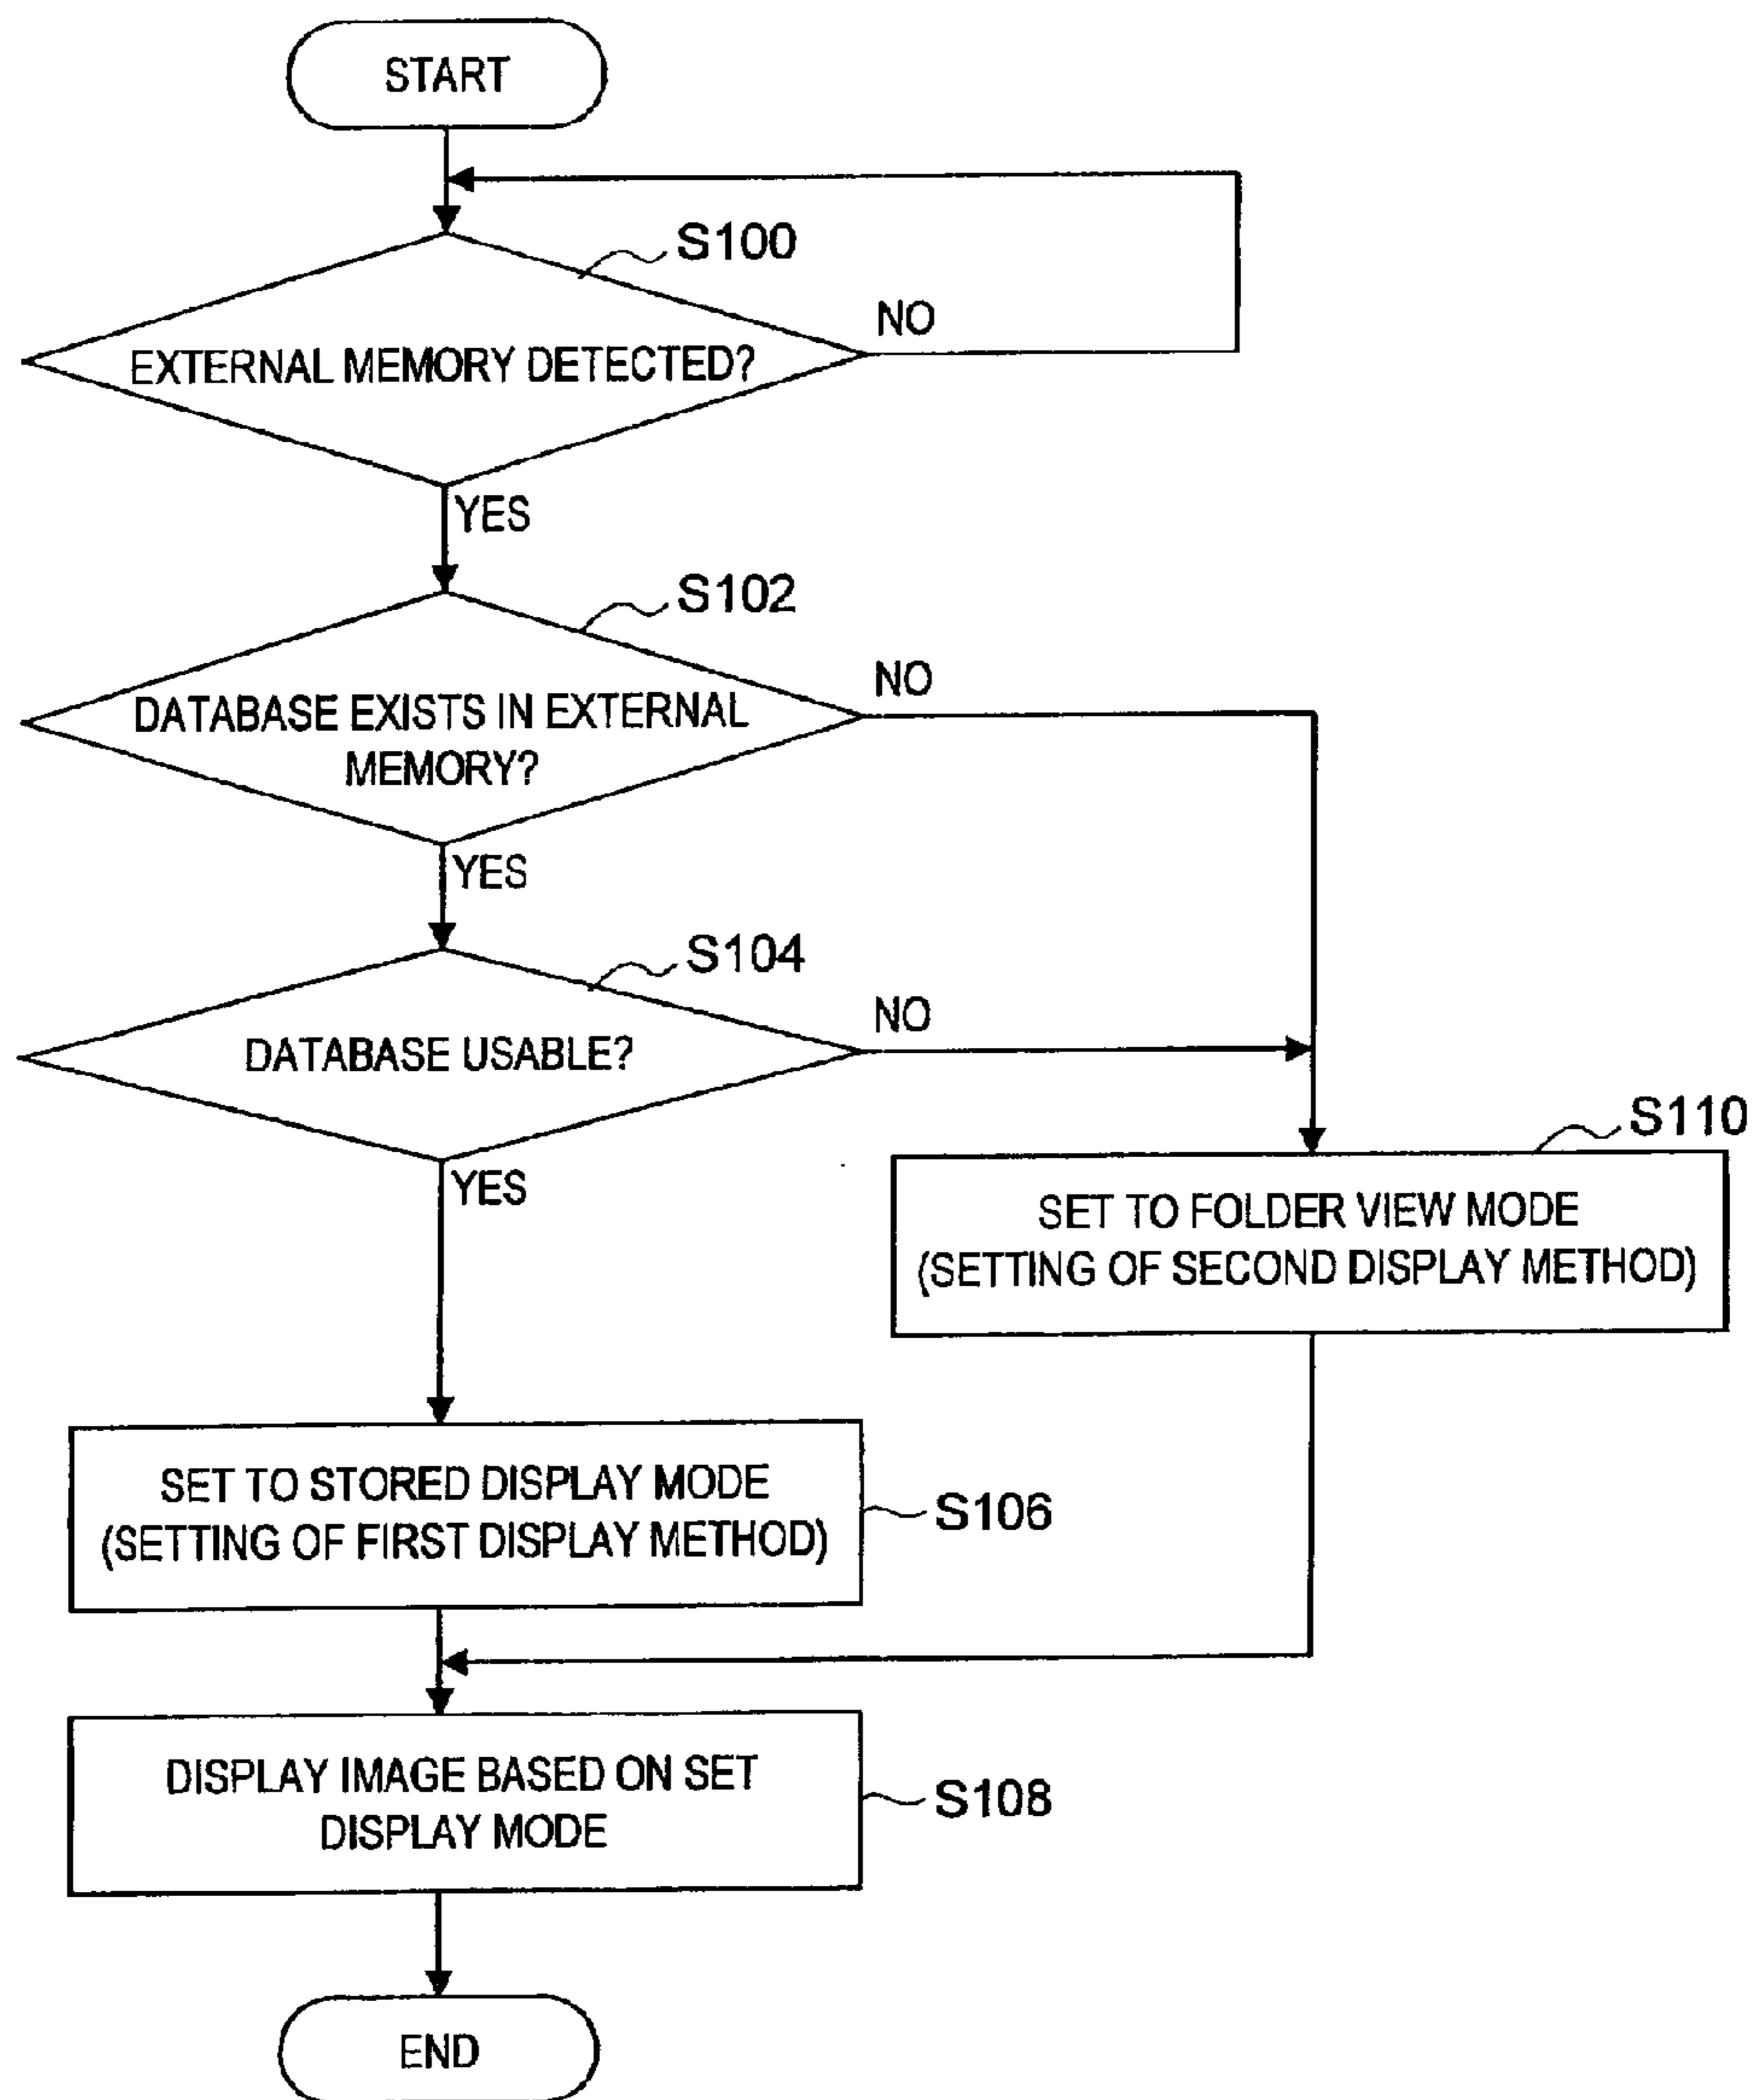 START
S100
NO
EXTERNAL MEMORY DETECTED?
YES
S102
NO
DATABASE EXISTS IN EXTERNAL
MEMORY?
YES
S104
NO
DATABASE USABLE?
YES
S110
SET TO FOLDER VIEW MODE
(SETTING OF SECOND DISPLAY METHOD)
SET TO STORED DISPLAY MODE
(SETTING OF FIRST DISPLAY METHOD)
S106
DISPLAY IMAGE BASED ON SET
DISPLAY MODE
S108
END